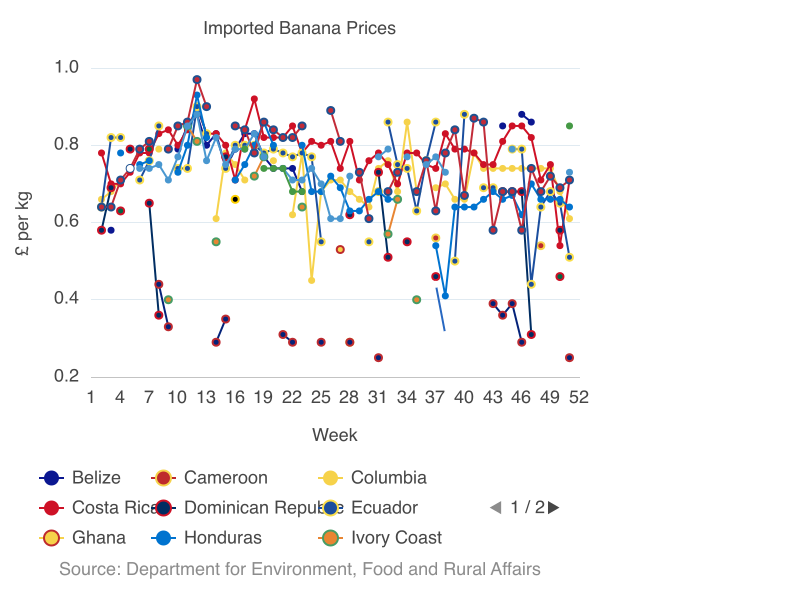 Imported Banana Prices
1.0
0.8
0.6
0.4
0.2
£ per kg
1 4 7 10 13 16 19 22 25 28 31 34 37 40 43 46 49 52
Week
Belize Cameroon Columbia
Costa Rica Dominican Republic Ecuador 1 / 2
Ghana Honduras Ivory Coast
Source: Department for Environment, Food and Rural Affairs